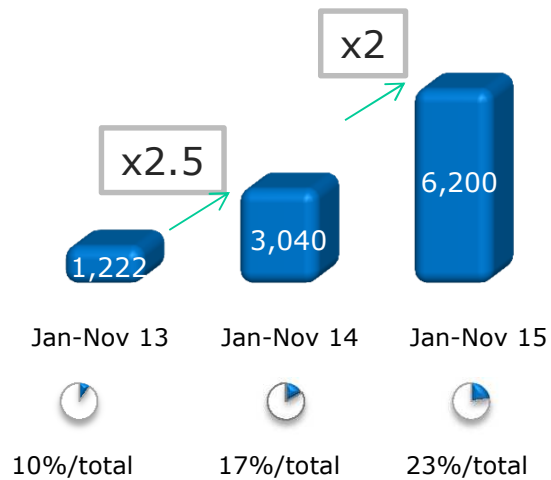 x2
x2.5
6,200
3,040
1,222
Jan-Nov 13
Jan-Nov 14
Jan-Nov 15
10%/total
17%/total
23%/total